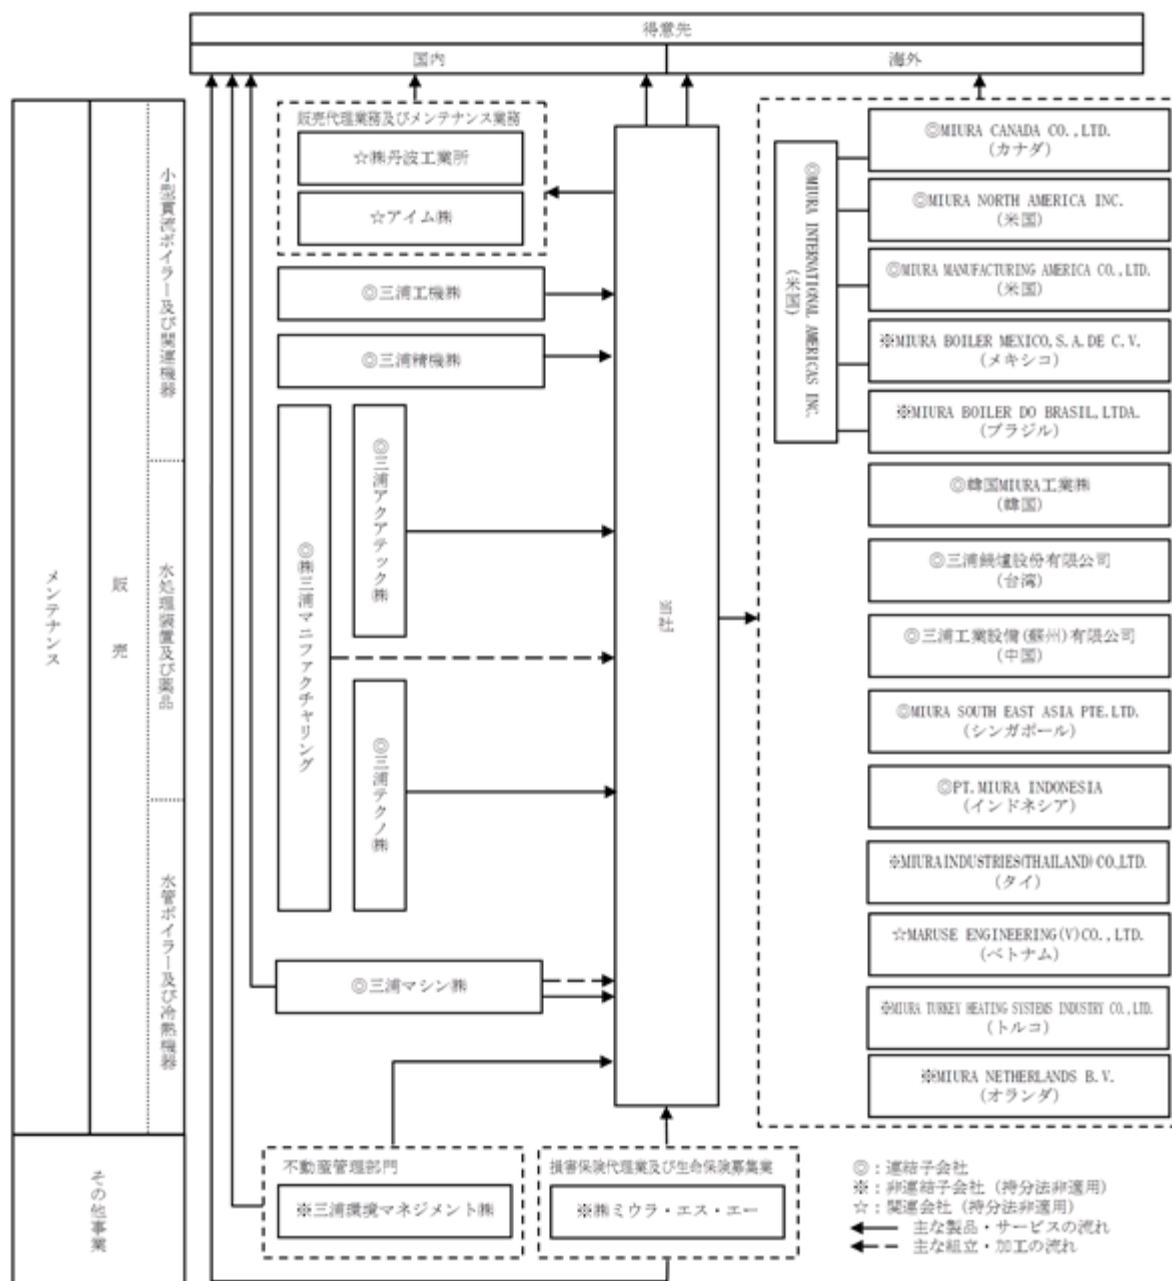 得意先
国内
海外
メンテナンス
販売
小型貫流ボイラー及び関連機器
水処理装置及び薬品
水管ボイラー及び冷熱機器
その他事業
販売代理業務及びメンテナンス業務
☆㈱丹波工業所
☆アイム㈱
◎三浦工機㈱
◎三浦精機㈱
◎㈱三浦マニファクチャリング
◎三浦アクアテック㈱
◎三浦テクノ㈱
◎三浦マシン㈱
当社
不動産管理部門
※三浦環境マネジメント㈱
損害保険代理業及び生命保険募集業
※㈱ミウラ・エス・エー
◎MIURA INTERNATIONAL AMERICAS INC.
(米国)
◎MIURA CANADA CO.,LTD.
(カナダ)
◎MIURA NORTH AMERICA INC.
(米国)
◎MIURA MANUFACTURING AMERICA CO.,LTD.
(米国)
※MIURA BOILER MEXICO,S.A.DE C.V.
(メキシコ)
※MIURA BOILER DO BRASIL,LTDA.
(ブラジル)
◎韓国MIURA工業㈱
(韓国)
◎三浦鍋爐股份有限公司
(台湾)
◎三浦工業設備(蘇州)有限公司
(中国)
◎MIURA SOUTH EAST ASIA PTE.LTD.
(シンガポール)
◎PT.MIURA INDONESIA
(インドネシア)
※MIURA INDUSTRIES(THAILAND)CO.,LTD.
(タイ)
☆MARUSE ENGINEERING(V)CO.,LTD.
(ベトナム)
※MIURA TURKEY HEATING SYSTEMS INDUSTRY CO.,LTD.
(トルコ)
※MIURA NETHERLANDS B.V.
(オランダ)
◎：連結子会社
※：非連結子会社（持分法非適用）
☆：関連会社（持分法非適用）
主な製品・サービスの流れ
主な組立・加工の流れ